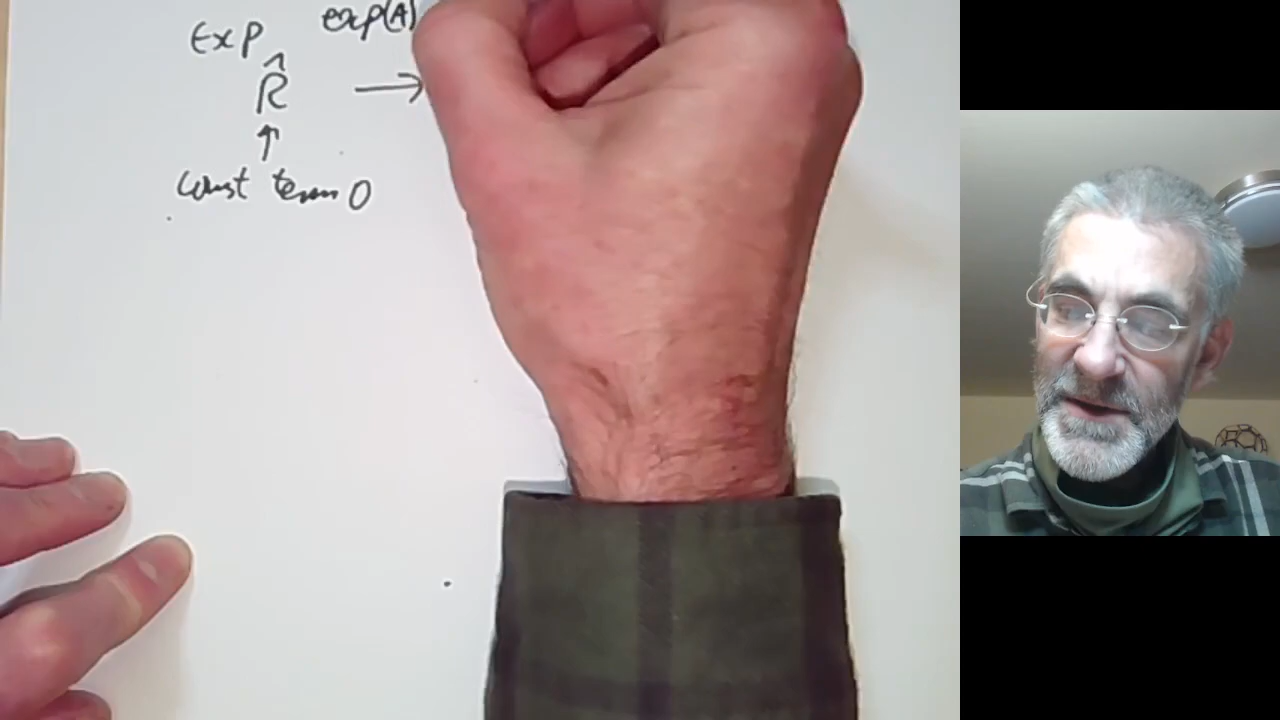 Exp exp(A)
R̂ →
↑
const term 0